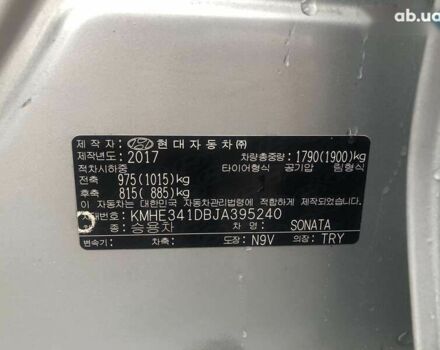 ab.ua
제 작 자 : 현대자동차㈜
제작년도: 2017 차량총중량: 1790(1900)kg
적차시하중 타이어형식 공기압 림형식
전축 975(1015)kg
후축 815( 885)kg
이 자동차는 대한민국 자동차관리법령에 적합하게
제작되었습니다.
차대번호: KMHE341DBJA395240
종: 승용차 차 명: SONATA
변속기: 차축: 도장: N9V 의장: TRY